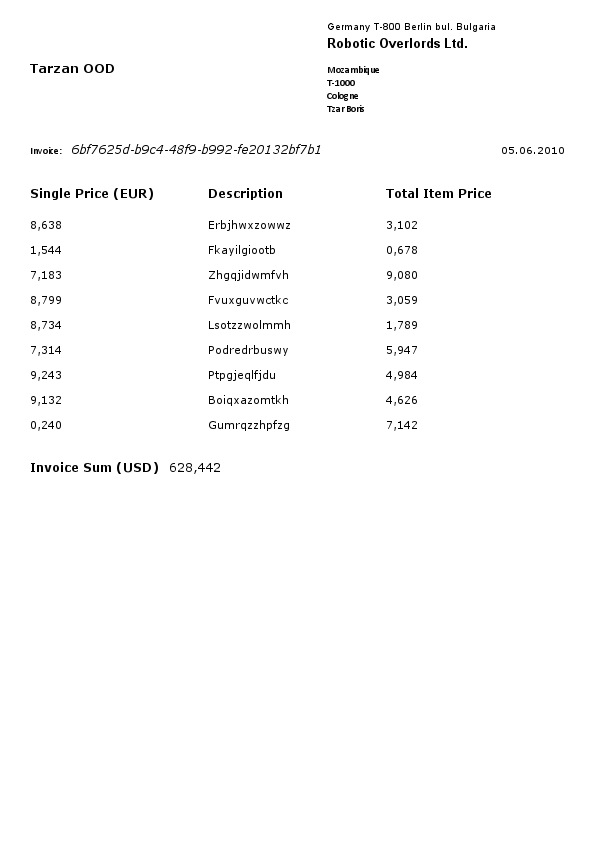 Germany T-800 Berlin bul. Bulgaria
Robotic Overlords Ltd.
Tarzan OOD
Mozambique
T-1000
Cologne
Tzar Boris
Invoice: 6bf7625d-b9c4-48f9-b992-fe20132bf7b1 05.06.2010
Single Price (EUR) Description Total Item Price
8,638 Erbjhwxzowwz 3,102
1,544 Fkayilgiootb 0,678
7,183 Zhgqjidwmfvh 9,080
8,799 Fvuxguvwctkc 3,059
8,734 Lsotzzwolmmh 1,789
7,314 Podredrbuswy 5,947
9,243 Ptpgjeqlfjdu 4,984
9,132 Boiqxazomtkh 4,626
0,240 Gumrqzzhpfzg 7,142
Invoice Sum (USD) 628,442